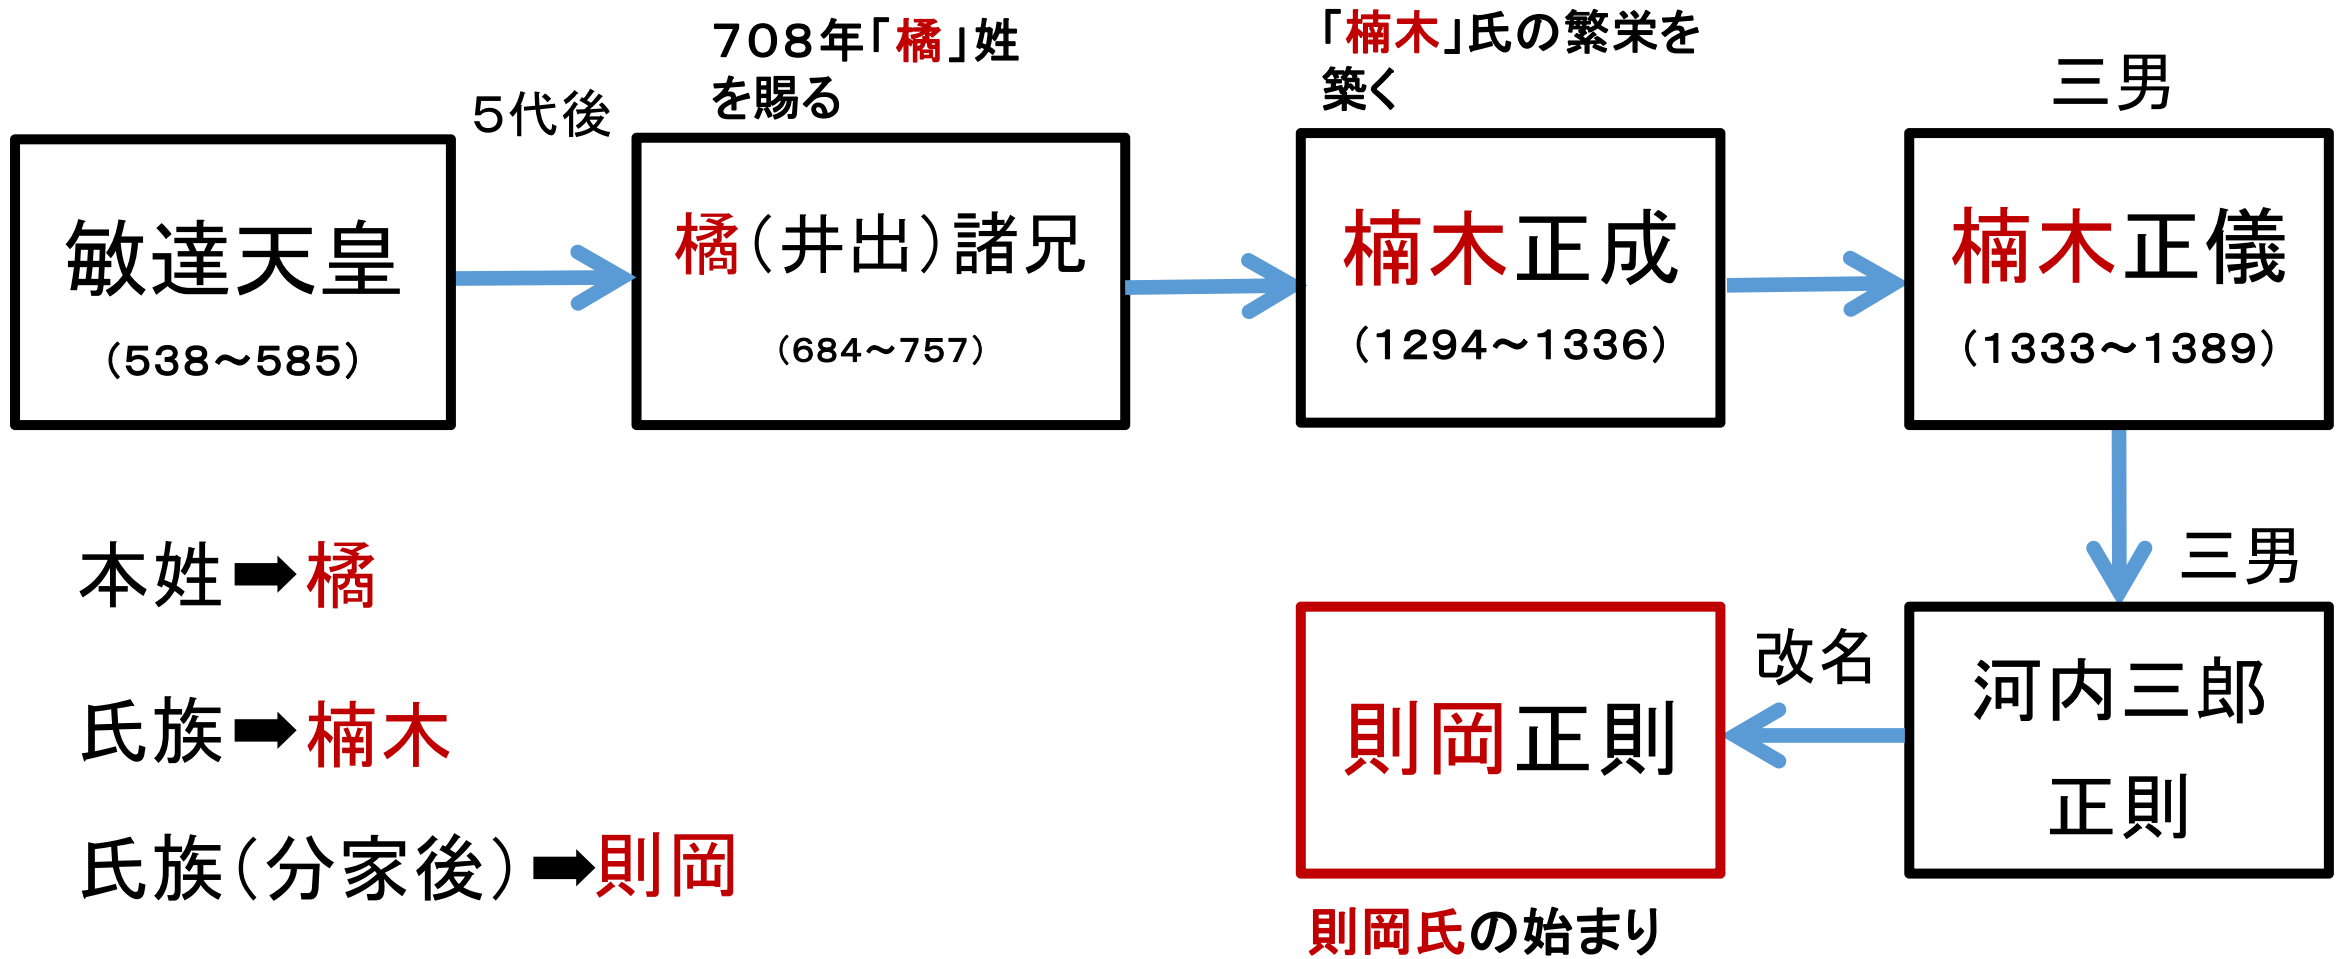 708年「橘」姓
を賜る
「楠木」氏の繁栄を
築く
三男
5代後
敏達天皇
（538～585）
橘（井出）諸兄
（684～757）
楠木正成
（1294～1336）
楠木正儀
（1333～1389）
本姓➡橘
氏族➡楠木
氏族（分家後）➡則岡
三男
改名
河内三郎
正則
則岡正則
則岡氏の始まり